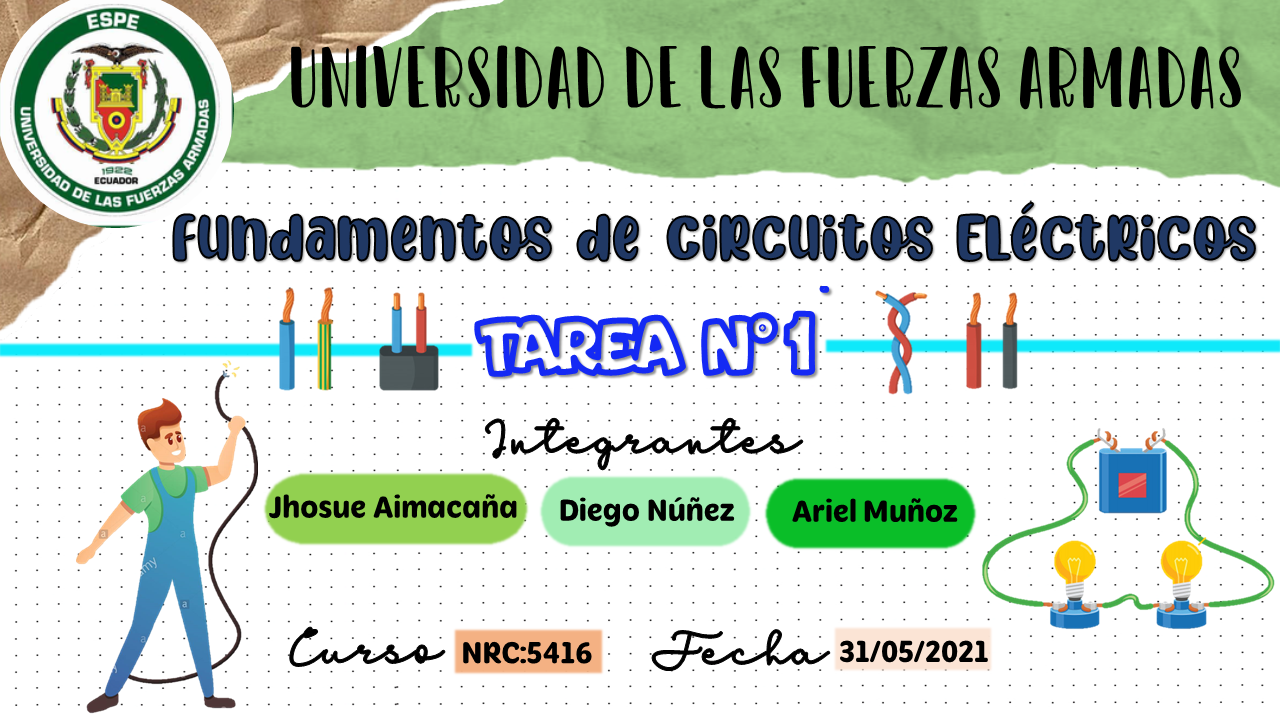 ESPE
UNIVERSIDAD DE LAS FUERZAS ARMADAS
1922
ECUADOR
UNIVERSIDAD DE LAS FUERZAS ARMADAS
Fundamentos de Circuitos Eléctricos
TAREA N° 1
Integrantes
Jhosue Aimacaña
Diego Núñez
Ariel Muñoz
Curso NRC:5416
Fecha 31/05/2021